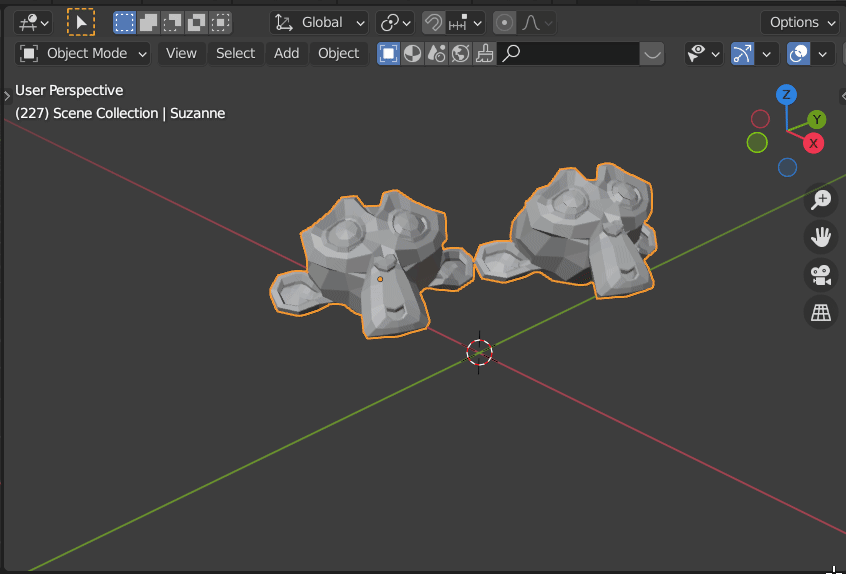 Global
Options
Object Mode
View
Select
Add
Object
User Perspective
(227) Scene Collection | Suzanne
Z
Y
X